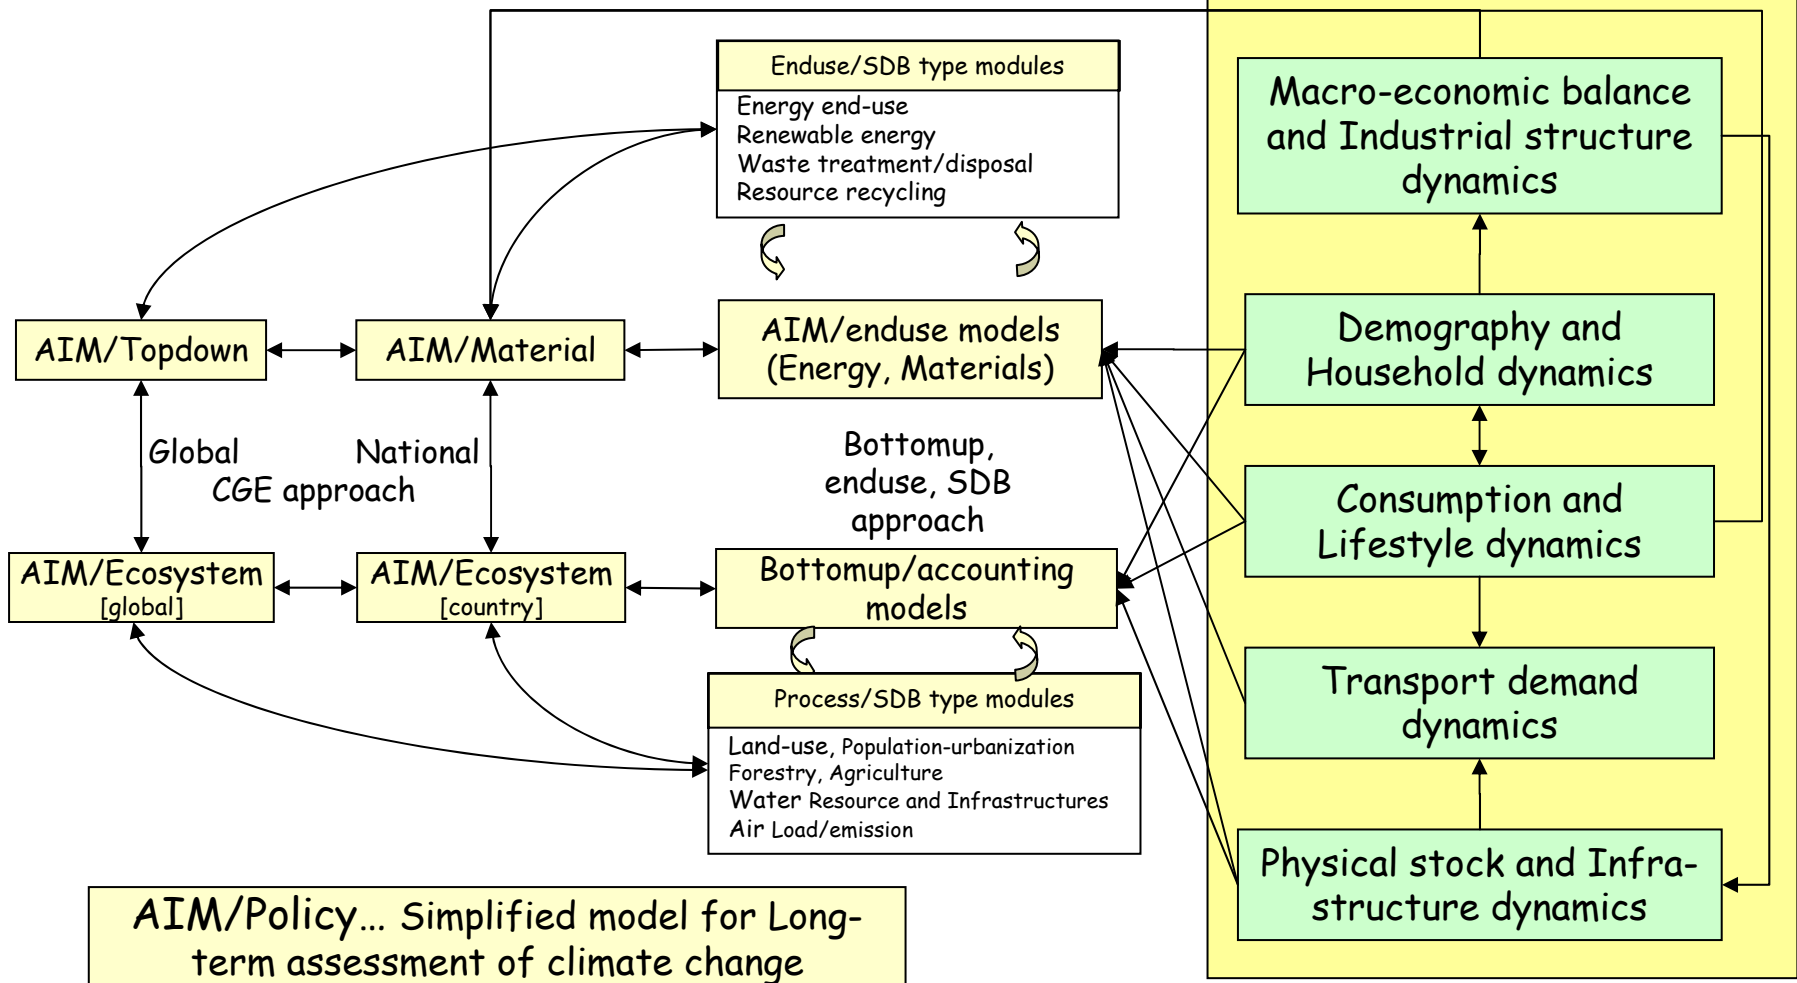 Enduse/SDB type modules
Energy end-use
Renewable energy
Waste treatment/disposal
Resource recycling
Macro-economic balance
and Industrial structure
dynamics
AIM/Topdown
AIM/Material
AIM/enduse models
(Energy, Materials)
Demography and
Household dynamics
Global
National
CGE approach
Bottomup,
enduse, SDB
approach
Consumption and
Lifestyle dynamics
AIM/Ecosystem
[global]
AIM/Ecosystem
[country]
Bottomup/accounting
models
Transport demand
dynamics
Process/SDB type modules
Land-use, Population-urbanization
Forestry, Agriculture
Water Resource and Infrastructures
Air Load/emission
Physical stock and Infra-
structure dynamics
AIM/Policy... Simplified model for Long-
term assessment of climate change